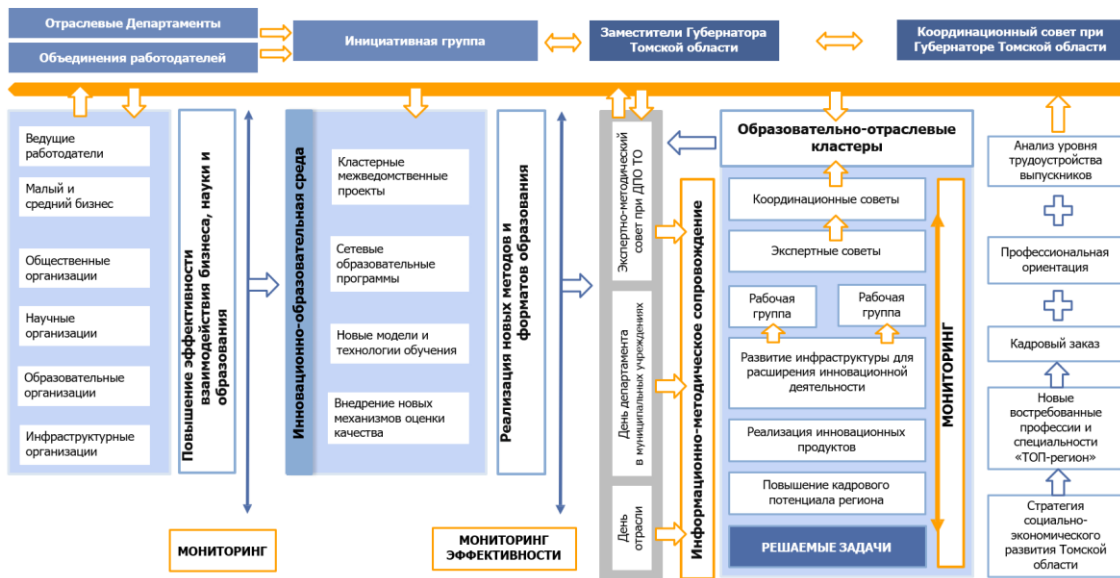 Отраслевые Департаменты
Объединения работодателей
Инициативная группа
Заместители Губернатора
Томской области
Координационный совет при
Губернаторе Томской области
Ведущие
работодатели
Малый и
средний бизнес
Общественные
организации
Научные
организации
Образовательные
организации
Инфраструктурные
организации
Повышение эффективности
взаимодействия бизнеса, науки и
образования
МОНИТОРИНГ
Инновационно-образовательная среда
Кластерные
межведомственные
проекты
Сетевые
образовательные
программы
Новые модели и
технологии обучения
Внедрение новых
механизмов оценки
качества
Реализация новых методов и
форматов образования
МОНИТОРИНГ
ЭФФЕКТИВНОСТИ
Экспертно-методический
совет при ДПО ТО
День департамента
в муниципальных учреждениях
День
отрасли
Информационно-методическое сопровождение
Образовательно-отраслевые
кластеры
Координационные советы
Экспертные советы
Рабочая
группа
Рабочая
группа
Развитие инфраструктуры для
расширения инновационной
деятельности
Реализация инновационных
продуктов
Повышение кадрового
потенциала региона
РЕШАЕМЫЕ ЗАДАЧИ
МОНИТОРИНГ
Анализ уровня
трудоустройства
выпускников
Профессиональная
ориентация
Кадровый заказ
Новые
востребованные
профессии и
специальности
«ТОП-регион»
Стратегия
социально-
экономического
развития Томской
области